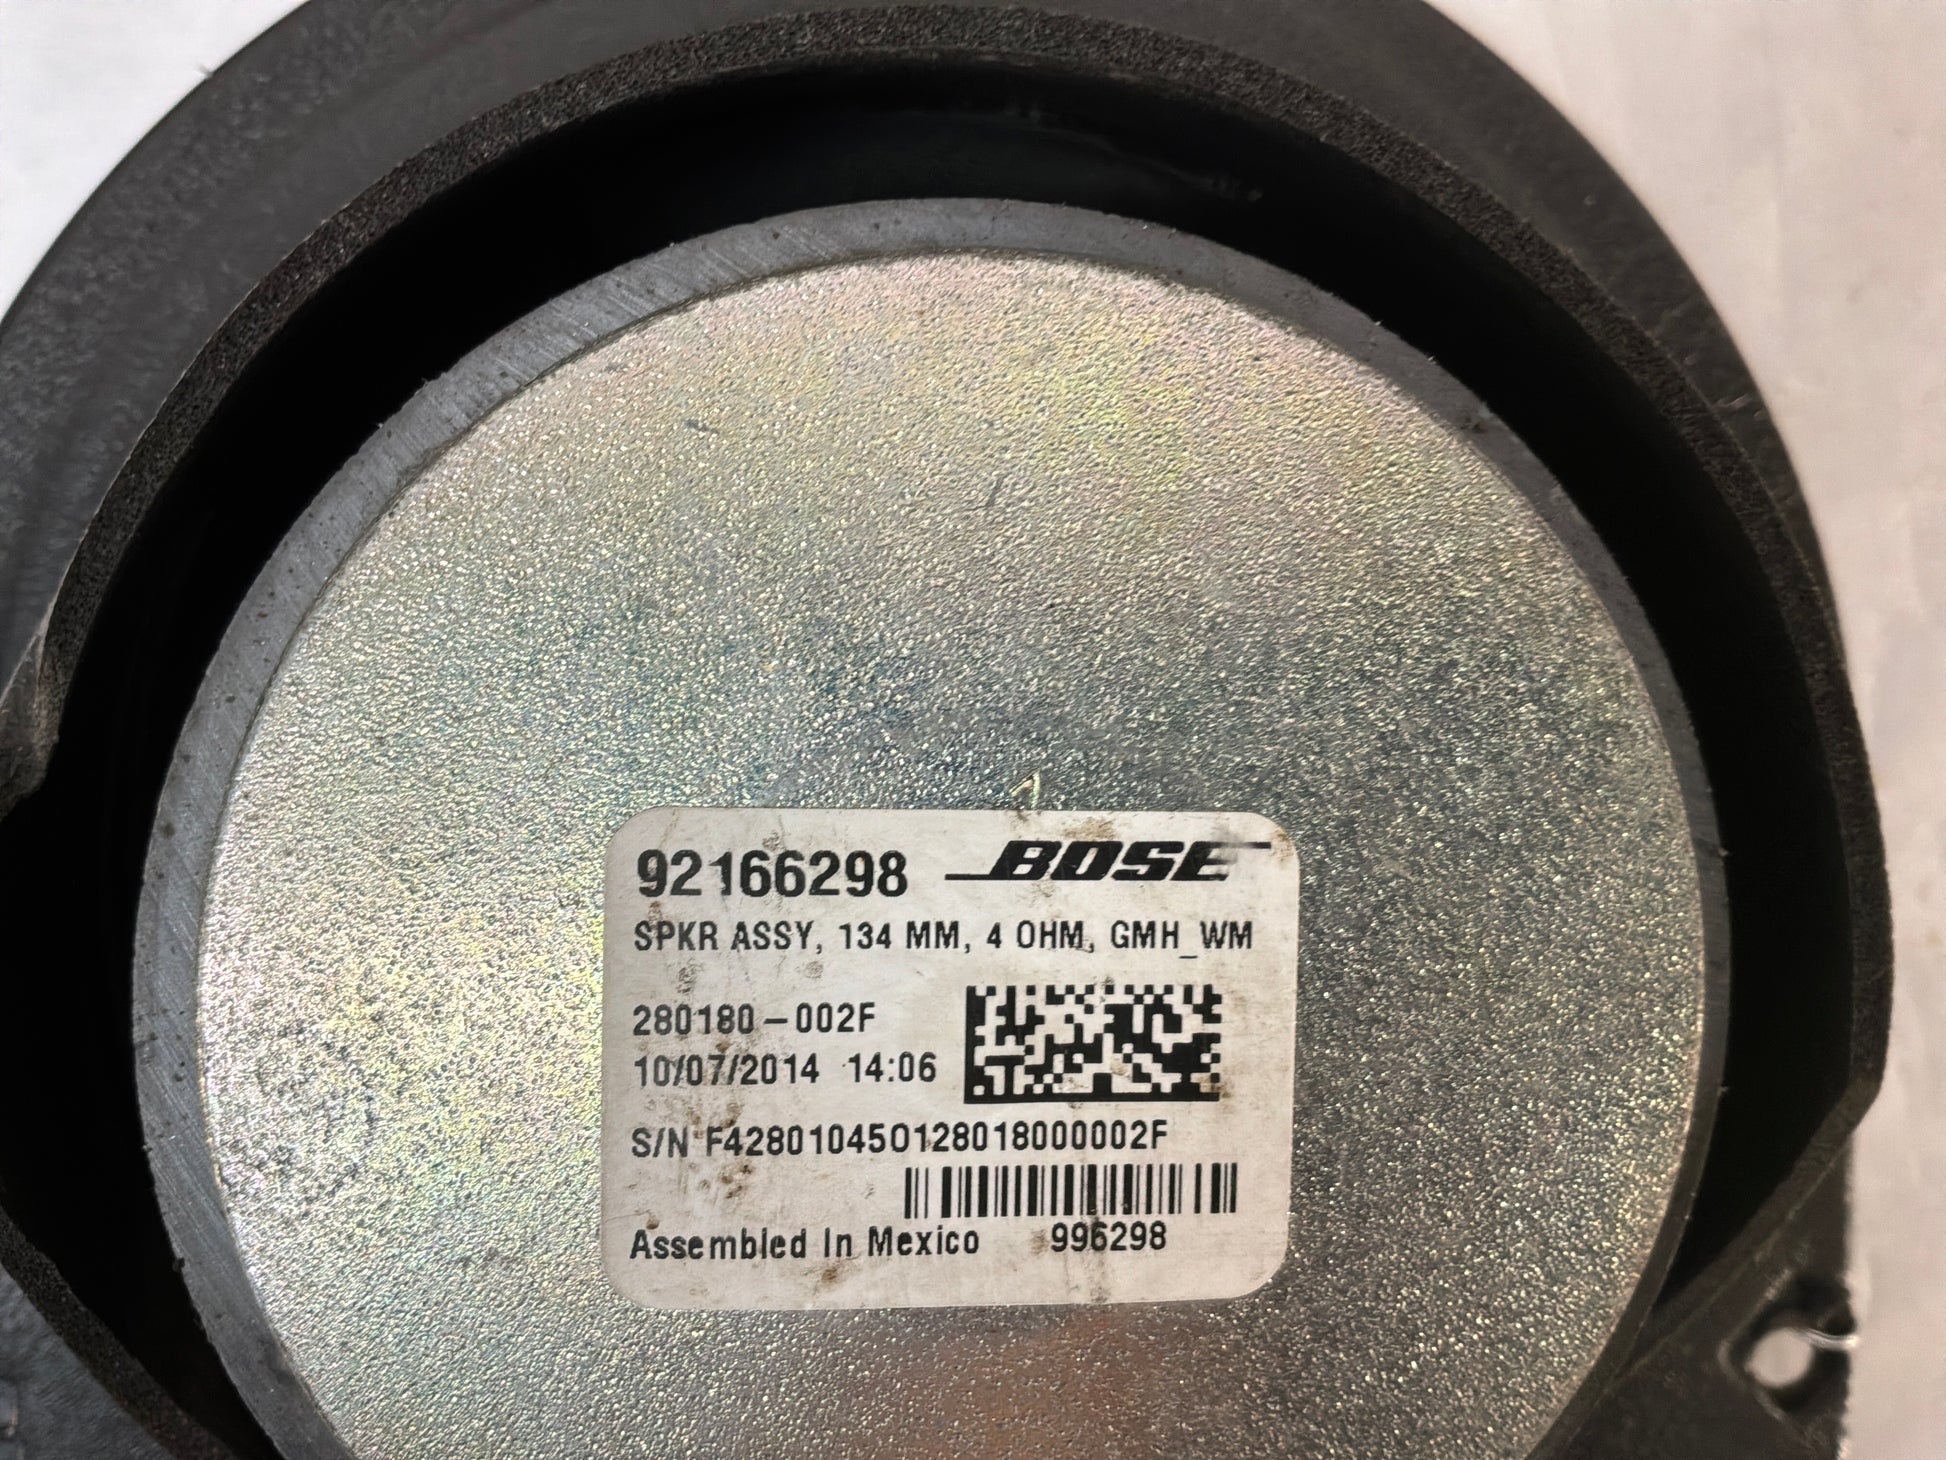 92166298 BOSE
SPKR ASSY, 134 MM, 4 OHM, GMH_WM
280180-002F
10/07/2014 14:06
S/N F428010450128018000002F
Assembled In Mexico 996298